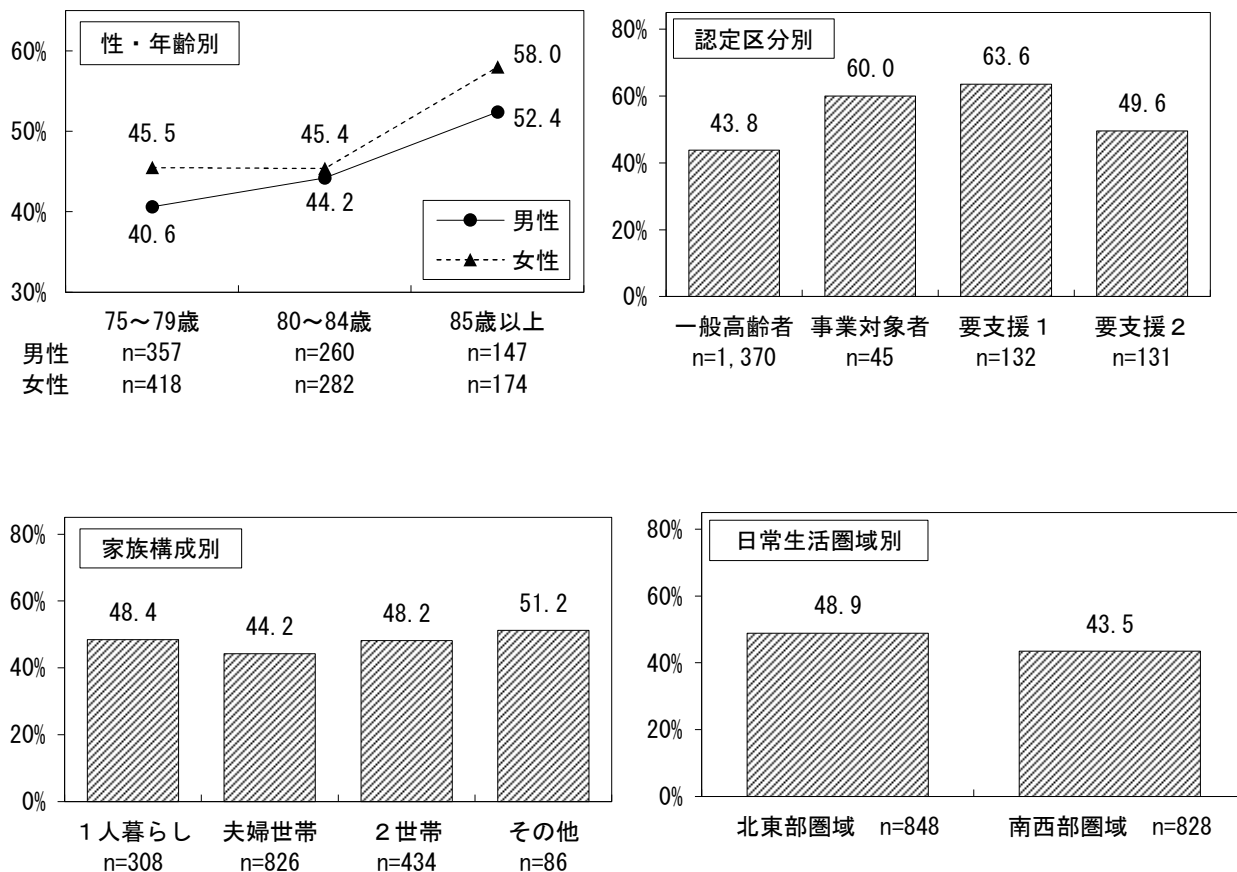 性・年齢別
60%
50%
40%
30%
45.5
45.4
58.0
52.4
40.6
44.2
男性
女性
75～79歳 80～84歳 85歳以上
男性 n=357 n=260 n=147
女性 n=418 n=282 n=174
認定区分別
80%
60%
40%
20%
0%
43.8
60.0
63.6
49.6
一般高齢者 事業対象者 要支援１ 要支援２
n=1,370 n=45 n=132 n=131
家族構成別
80%
60%
40%
20%
0%
48.4
44.2
48.2
51.2
１人暮らし 夫婦世帯 ２世帯 その他
n=308 n=826 n=434 n=86
日常生活圏域別
80%
60%
40%
20%
0%
48.9
43.5
北東部圏域 n=848 南西部圏域 n=828